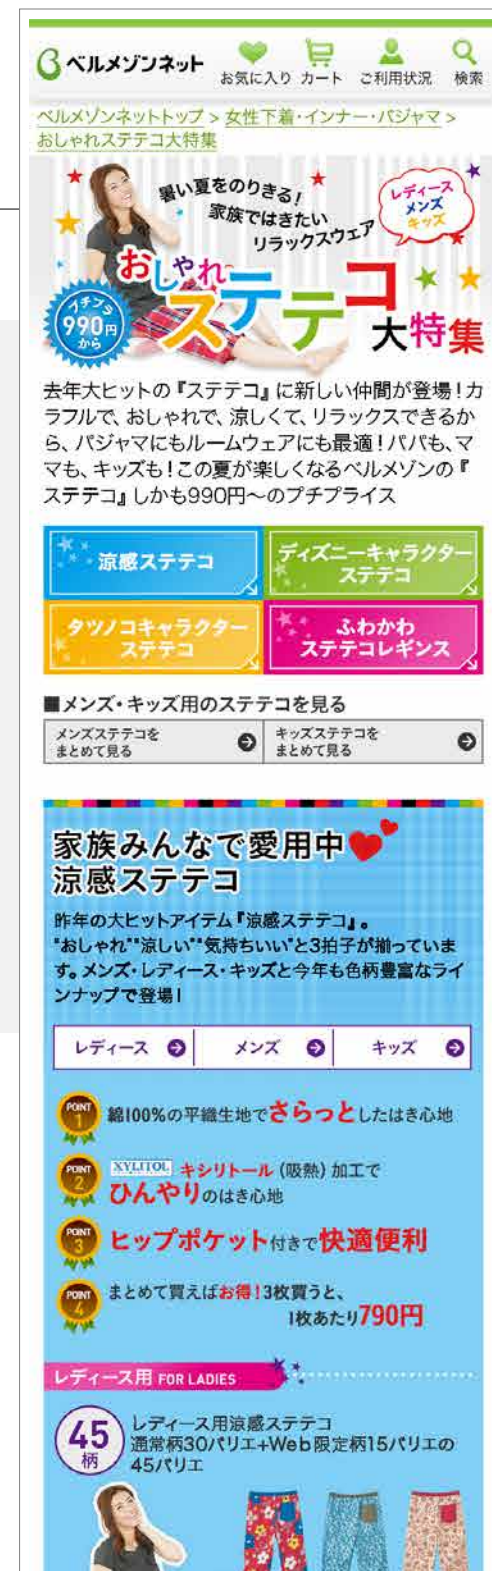 ベルメゾンネット
お気に入り カート ご利用状況 検索
ベルメゾンネットトップ > 女性下着・インナー・パジャマ >
おしゃれステテコ大特集
暑い夏をのりきる!
家族ではきたい
リラックスウェア
レディース
メンズ
キッズ
おしゃれ
ステテコ
大特集
プチプラ
990円
から
去年大ヒットの『ステテコ』に新しい仲間が登場!カ
ラフルで、おしゃれで、涼しくて、リラックスできるか
ら、パジャマにもルームウェアにも最適!パパも、マ
マも、キッズも!この夏が楽しくなるベルメゾンの『
ステテコ』しかも990円〜のプチプライス
涼感ステテコ
ディズニーキャラクター
ステテコ
タツノコキャラクター
ステテコ
ふわかわ
ステテコレギンス
■メンズ・キッズ用のステテコを見る
メンズステテコを
まとめて見る
キッズステテコを
まとめて見る
家族みんなで愛用中
涼感ステテコ
昨年の大ヒットアイテム『涼感ステテコ』。
"おしゃれ""涼しい""気持ちいい"と3拍子が揃っていま
す。メンズ・レディース・キッズと今年も色柄豊富なライ
ンナップで登場!
レディース メンズ キッズ
POINT 1 綿100%の平織生地でさらっとしたはき心地
POINT 2 XYLITOL キシリトール(吸熱)加工で
ひんやりのはき心地
POINT 3 ヒップポケット付きで快適便利
POINT 4 まとめて買えばお得!3枚買うと、
1枚あたり790円
レディース用 FOR LADIES
45
柄
レディース用涼感ステテコ
通常柄30バリエ+Web限定柄15バリエの
45バリエ